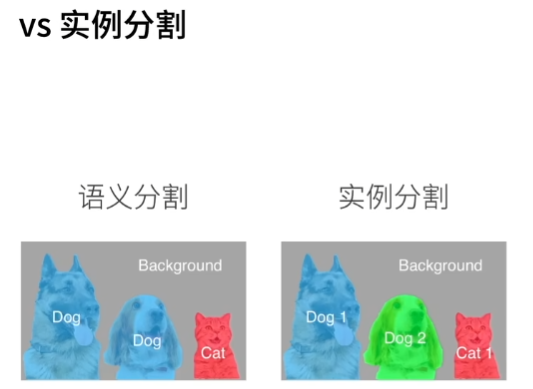 vs 实例分割
语义分割
实例分割
Background
Dog
Dog
Cat
Background
Dog 1
Dog 2
Cat 1